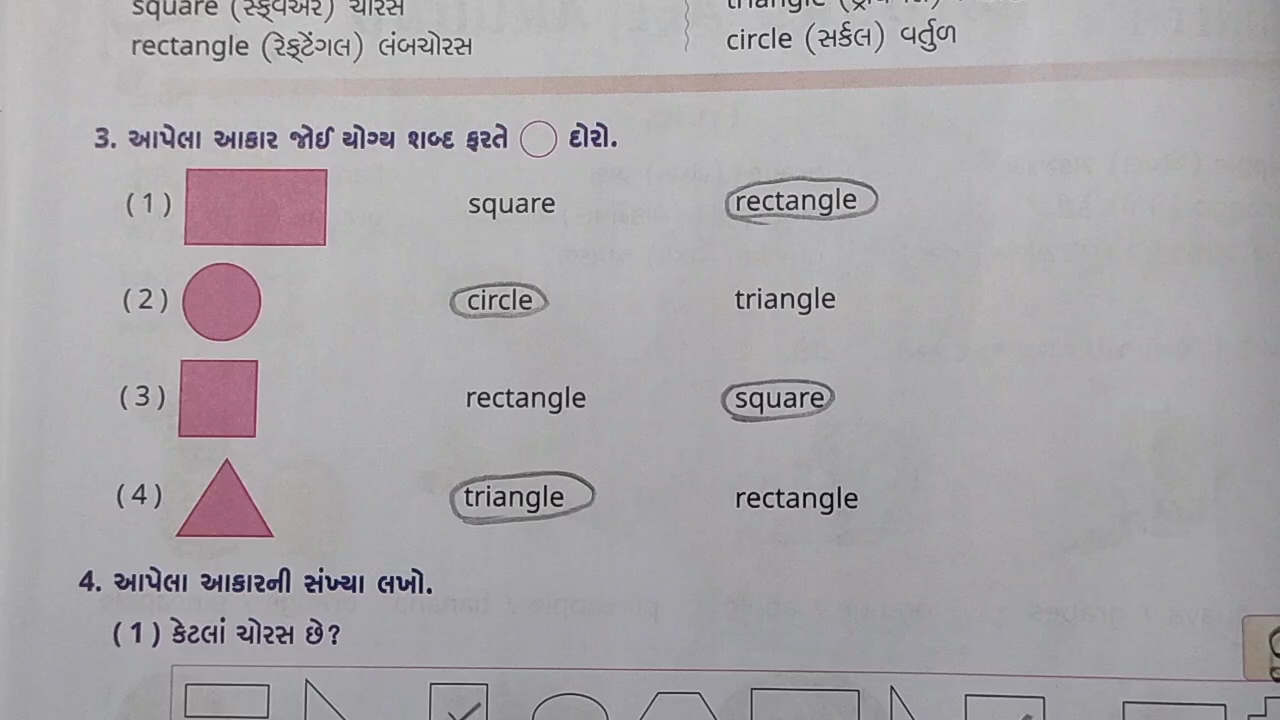 square (સ્ક્વેઅર) ચોરસ
rectangle (રેક્ટેંગલ) લંબચોરસ
circle (સર્કલ) વર્તુળ
3. આપેલા આકાર જોઈ યોગ્ય શબ્દ ફરતે દોરો.
(1) square rectangle
(2) circle triangle
(3) rectangle square
(4) triangle rectangle
4. આપેલા આકારની સંખ્યા લખો.
(1) કેટલાં ચોરસ છે?